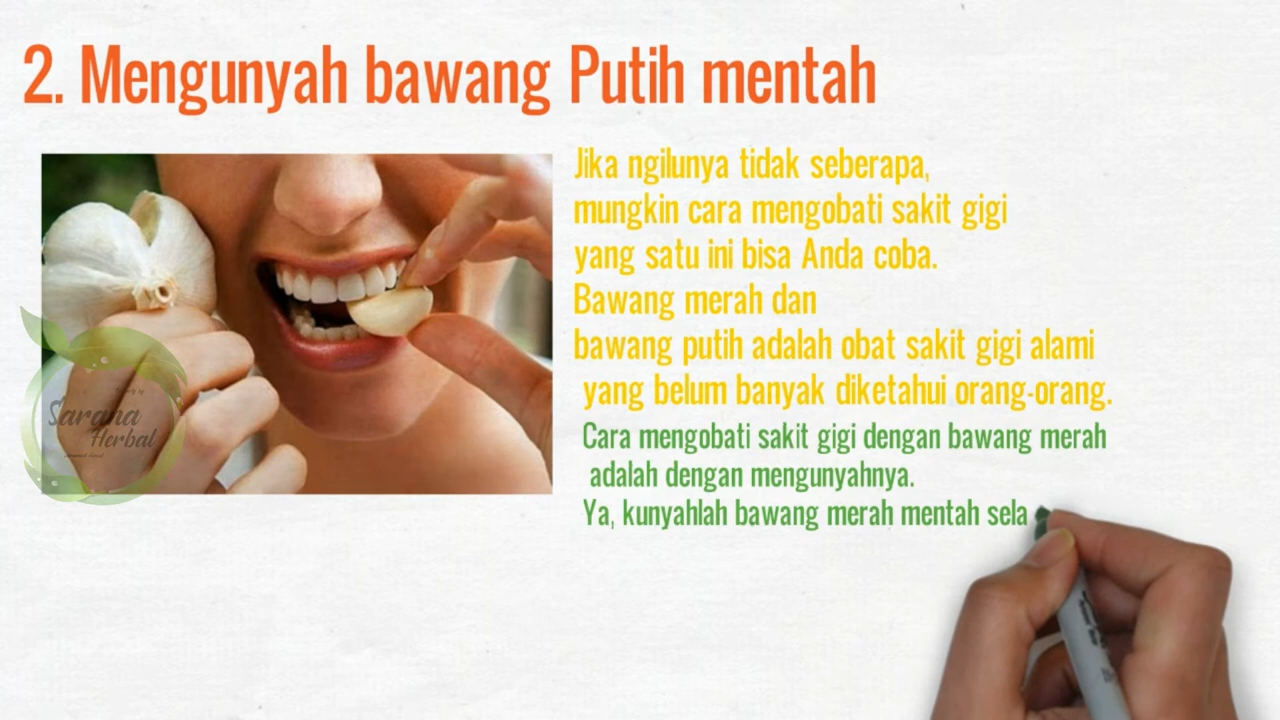 2. Mengunyah bawang Putih mentah
Jika ngilunya tidak seberapa,
mungkin cara mengobati sakit gigi
yang satu ini bisa Anda coba.
Bawang merah dan
bawang putih adalah obat sakit gigi alami
yang belum banyak diketahui orang-orang.
Cara mengobati sakit gigi dengan bawang merah
adalah dengan mengunyahnya.
Ya, kunyahlah bawang merah mentah sela
Sarana
Herbal